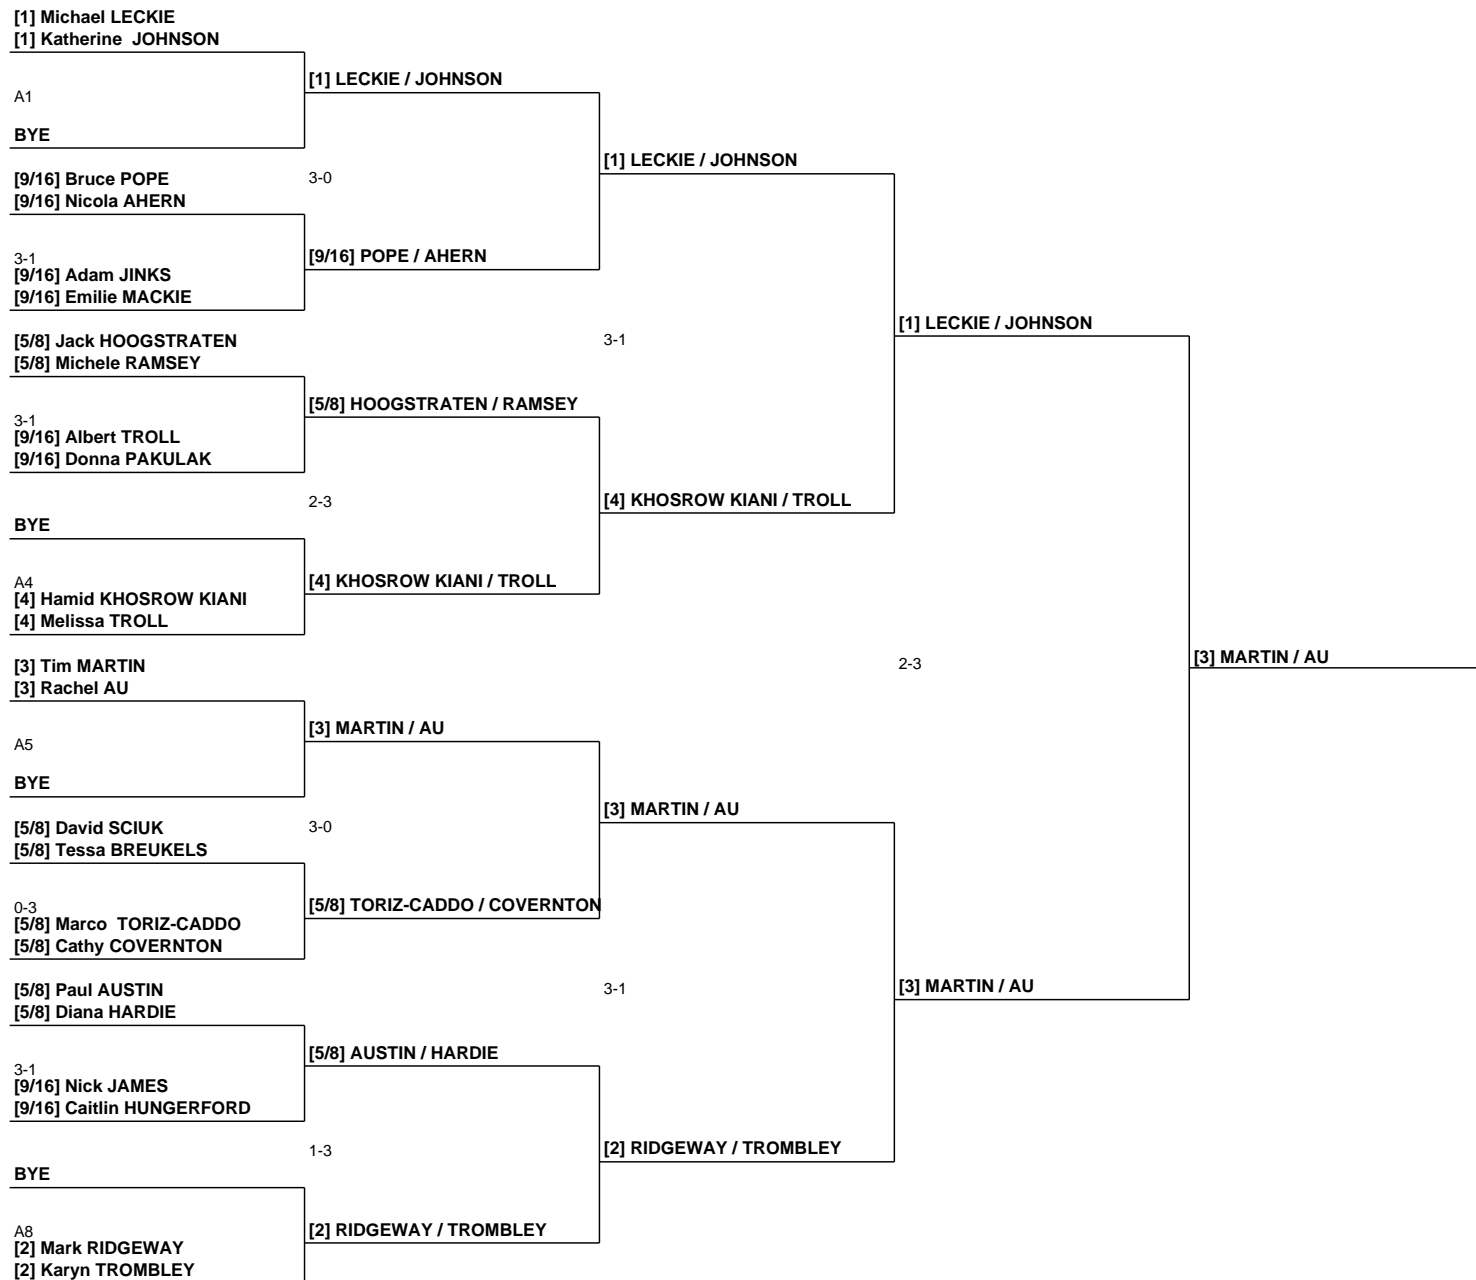 [1] Michael LECKIE
[1] Katherine  JOHNSON
[1] LECKIE / JOHNSON
A1
BYE
[1] LECKIE / JOHNSON
[9/16] Bruce POPE
3-0
[9/16] Nicola AHERN
[9/16] POPE / AHERN
3-1
[9/16] Adam JINKS
[9/16] Emilie MACKIE
[1] LECKIE / JOHNSON
[5/8] Jack HOOGSTRATEN
3-1
[5/8] Michele RAMSEY
[5/8] HOOGSTRATEN / RAMSEY
3-1
[9/16] Albert TROLL
[9/16] Donna PAKULAK
2-3
[4] KHOSROW KIANI / TROLL
BYE
A4
[4] KHOSROW KIANI / TROLL
[4] Hamid KHOSROW KIANI
[4] Melissa TROLL
[3] Tim MARTIN
2-3
[3] MARTIN / AU
[3] Rachel AU
[3] MARTIN / AU
A5
BYE
[3] MARTIN / AU
[5/8] David SCIUK
3-0
[5/8] Tessa BREUKELS
0-3
[5/8] TORIZ-CADDO / COVERNTON
[5/8] Marco  TORIZ-CADDO
[5/8] Cathy COVERNTON
[5/8] Paul AUSTIN
3-1
[3] MARTIN / AU
[5/8] Diana HARDIE
[5/8] AUSTIN / HARDIE
3-1
[9/16] Nick JAMES
[9/16] Caitlin HUNGERFORD
1-3
[2] RIDGEWAY / TROMBLEY
BYE
A8
[2] RIDGEWAY / TROMBLEY
[2] Mark RIDGEWAY
[2] Karyn TROMBLEY